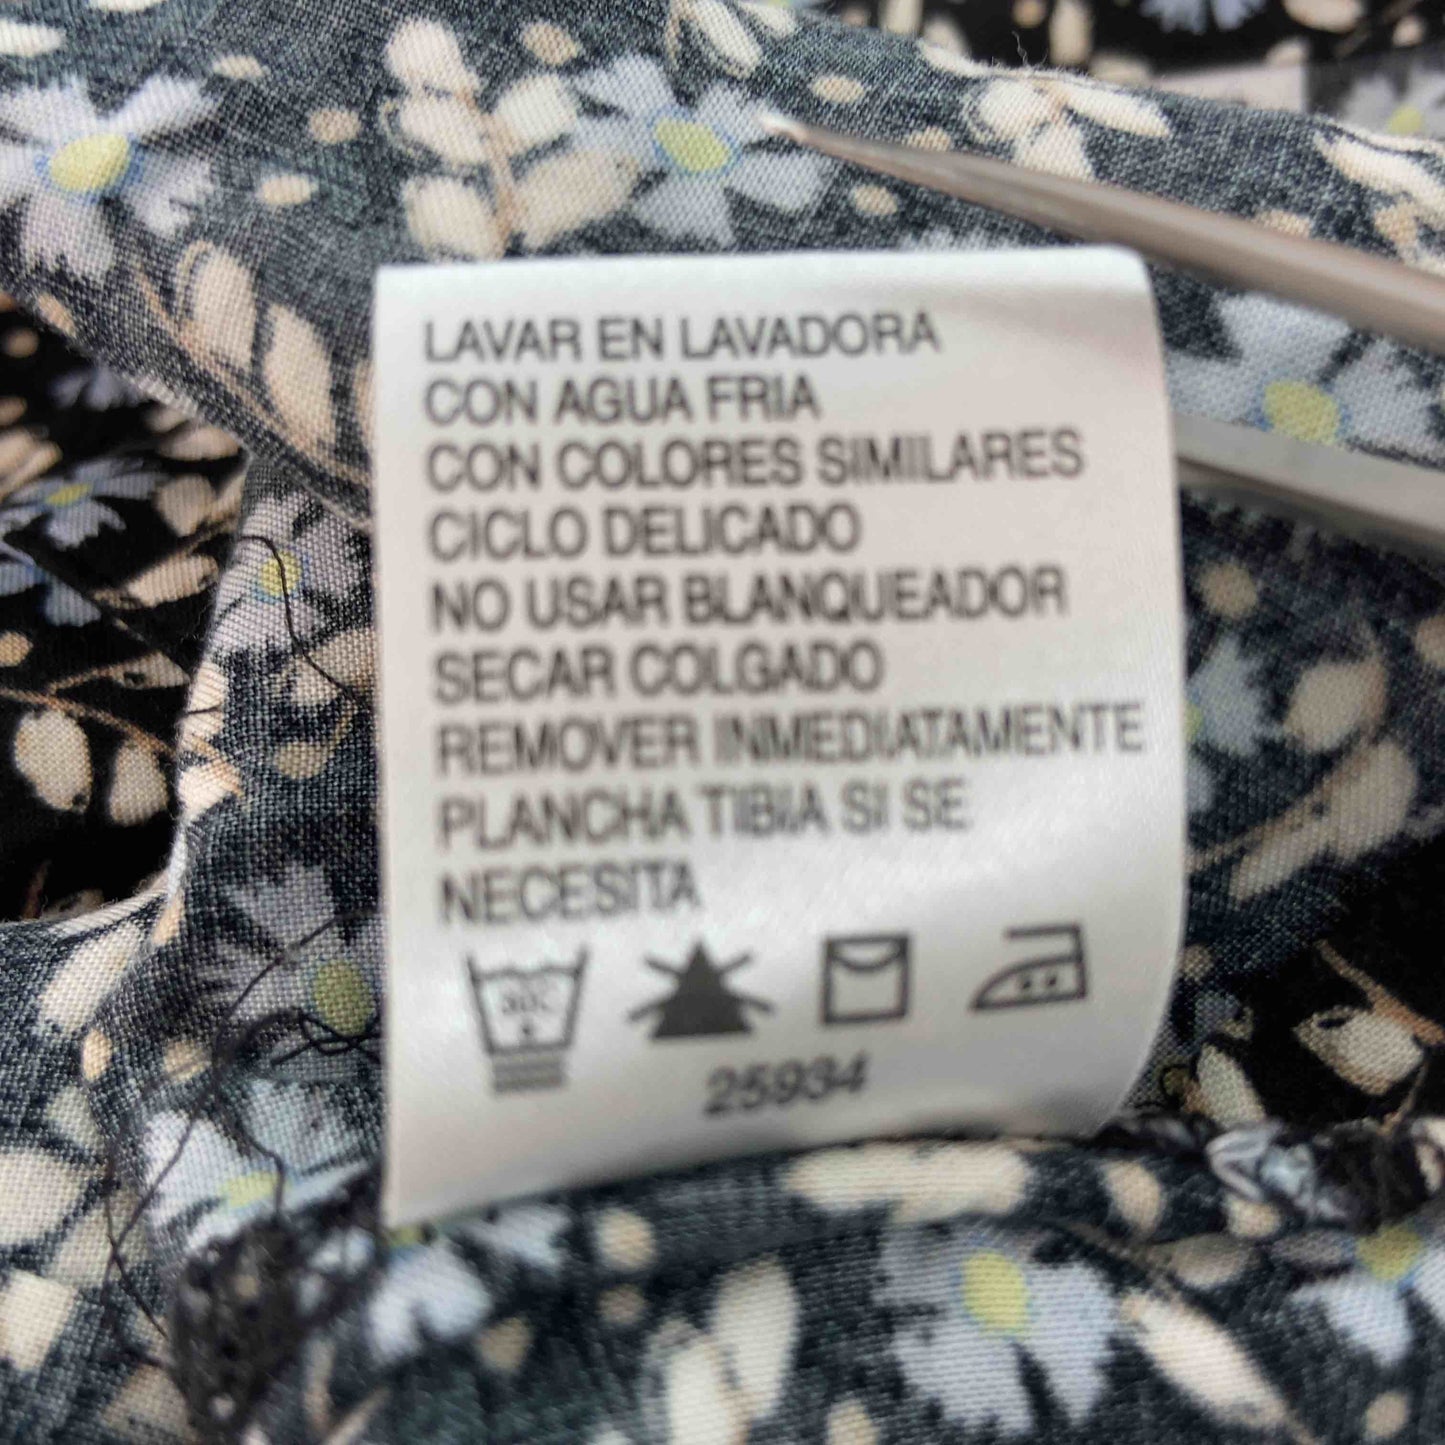 LAVAR EN LAVADORA
CON AGUA FRIA
CON COLORES SIMILARES
CICLO DELICADO
NO USAR BLANQUEADOR
SECAR COLGADO
REMOVER INMEDIATAMENTE
PLANCHA TIBIA SI SE
NECESITA
25934